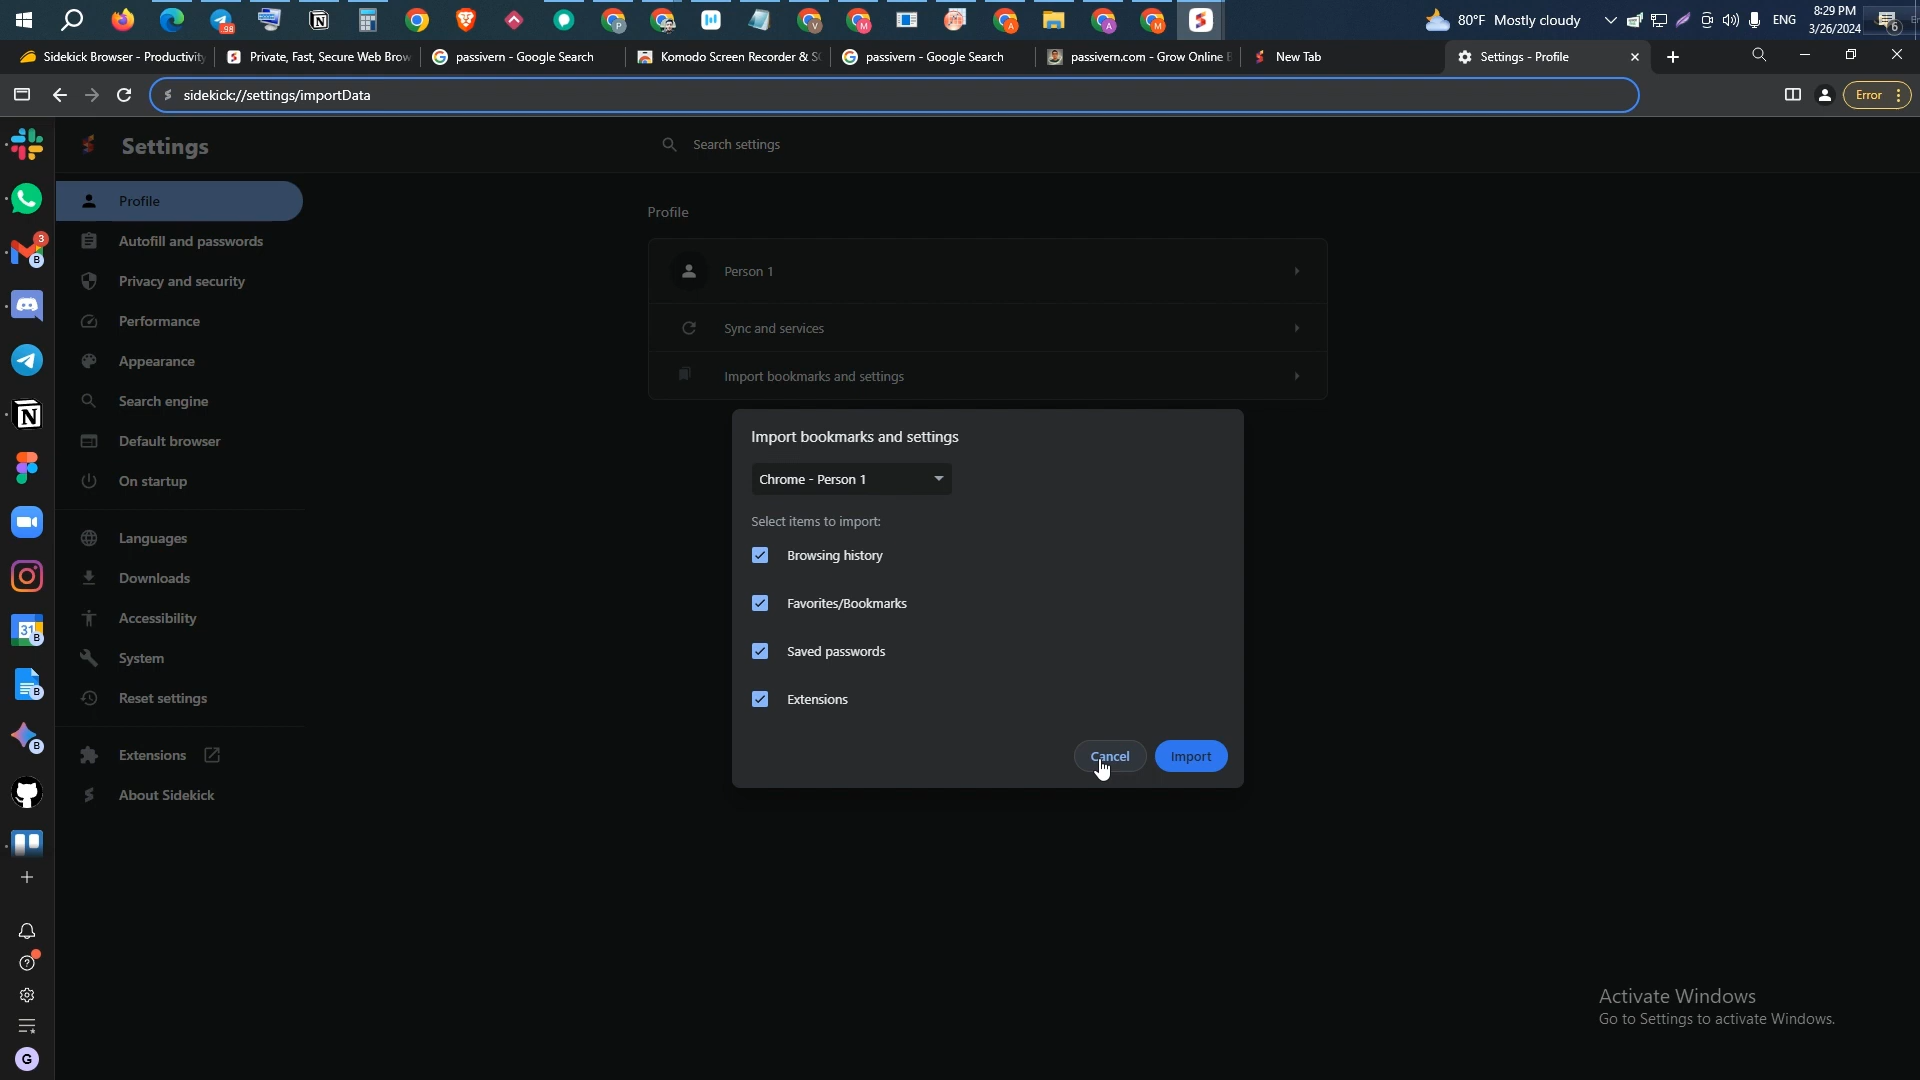 98
80°F Mostly cloudy
ENG
8:29 PM
3/26/2024
6
Sidekick Browser - Productivity
Private, Fast, Secure Web Brow
passivern - Google Search
Komodo Screen Recorder & S
passivern - Google Search
passivern.com - Grow Online B
New Tab
Settings - Profile
sidekick://settings/importData
Error
Settings
Search settings
Profile
Autofill and passwords
Privacy and security
Performance
Appearance
Search engine
Default browser
On startup
Languages
Downloads
Accessibility
System
Reset settings
Extensions
About Sidekick
3
B
31
B
B
B
G
Profile
Person 1
Sync and services
Import bookmarks and settings
Import bookmarks and settings
Chrome - Person 1
Select items to import:
Browsing history
Favorites/Bookmarks
Saved passwords
Extensions
Cancel
Import
Activate Windows
Go to Settings to activate Windows.